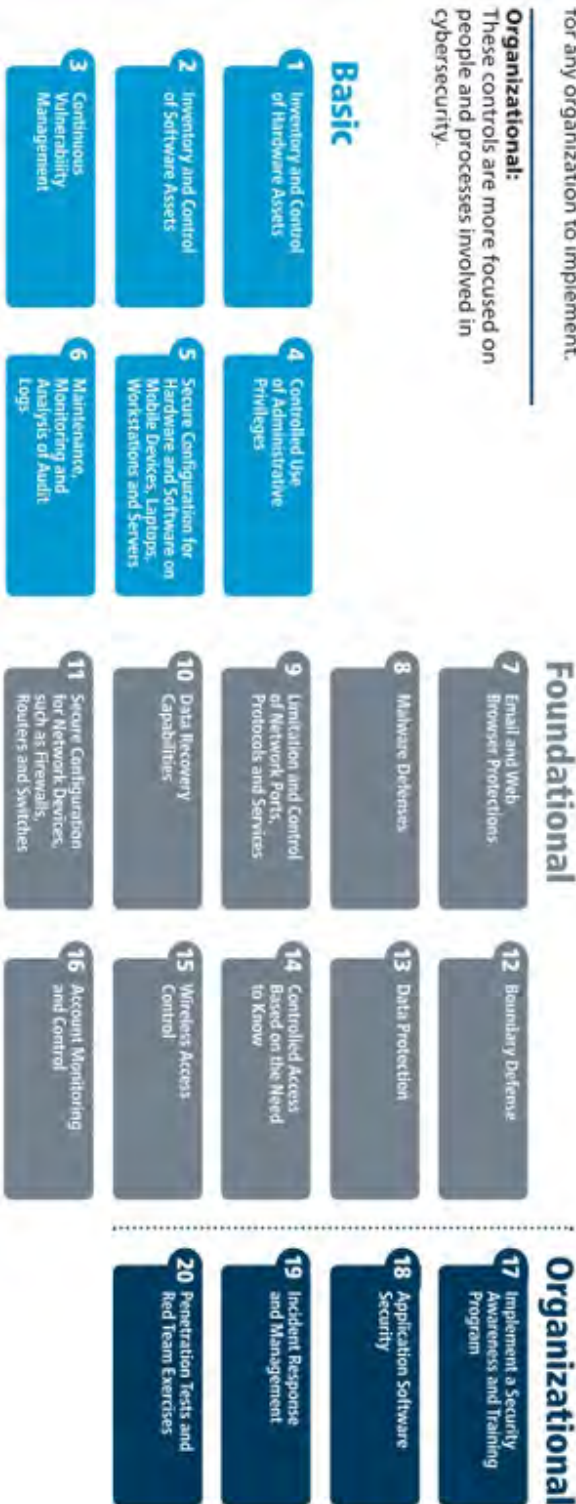 for any organization to implement.
Organizational:
These controls are more focused on
people and processes involved in
cybersecurity.
Basic
1 Inventory and Control
of Hardware Assets
2 Inventory and Control
of Software Assets
3 Continuous
Vulnerability
Management
4 Controlled Use
of Administrative
Privileges
5 Secure Configuration for
Hardware and Software on
Mobile Devices, Laptops,
Workstations and Servers
6 Maintenance,
Monitoring and
Analysis of Audit
Logs
Foundational
7 Email and Web
Browser Protections
8 Malware Defenses
9 Limitation and Control
of Network Ports,
Protocols and Services
10 Data Recovery
Capabilities
11 Secure Configuration
for Network Devices,
such as Firewalls,
Routers and Switches
12 Boundary Defense
13 Data Protection
14 Controlled Access
Based on the Need
to Know
15 Wireless Access
Control
16 Account Monitoring
and Control
Organizational
17 Implement a Security
Awareness and Training
Program
18 Application Software
Security
19 Incident Response
and Management
20 Penetration Tests and
Red Team Exercises